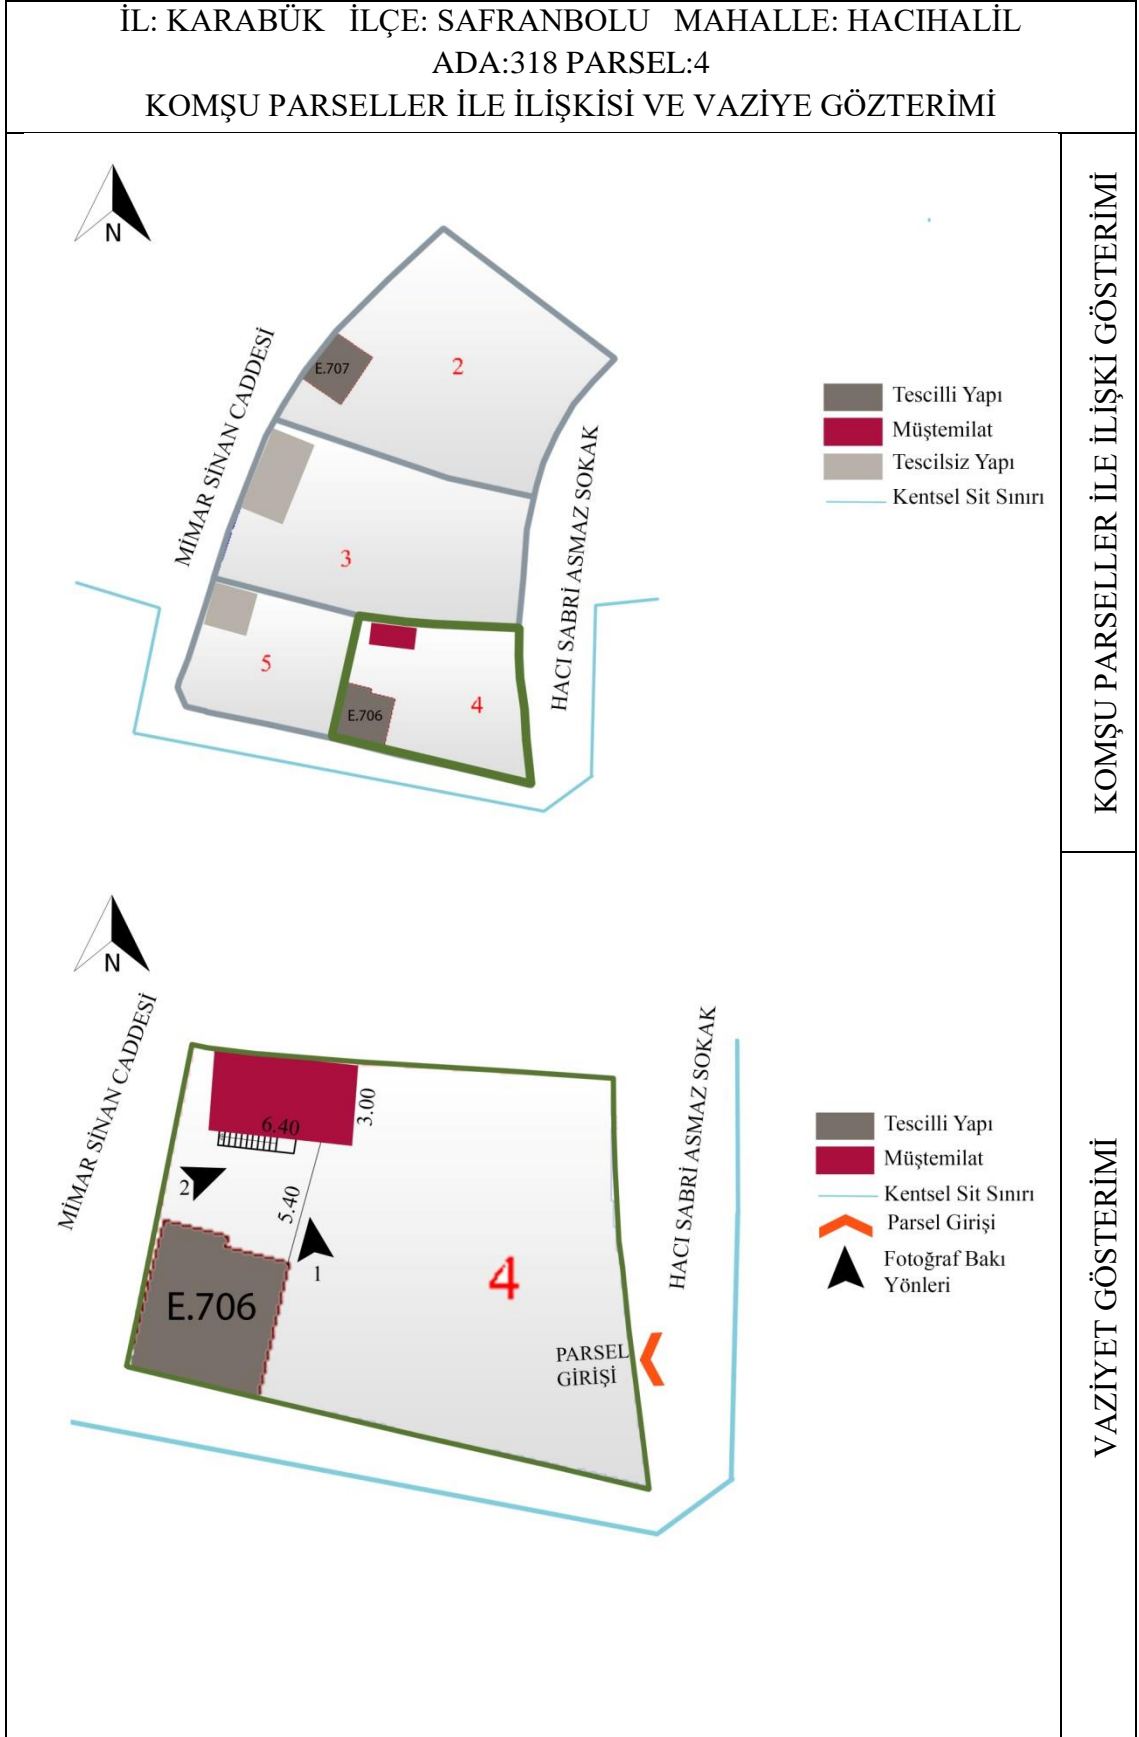 İL: KARABÜK İLÇE: SAFRANBOLU MAHALLE: HACIHALİL
ADA:318 PARSEL:4
KOMŞU PARSELLER İLE İLİŞKİSİ VE VAZİYE GÖZTERİMİ
KOMŞU PARSELLER İLE İLİŞKİ GÖSTERİMİ
N
MİMAR SİNAN CADDESİ
E.707
2
3
5
E.706
4
HACI SABRİ ASMAZ SOKAK
Tescilli Yapı
Müştemilat
Tescilsiz Yapı
Kentsel Sit Sınırı
VAZİYET GÖSTERİMİ
N
MİMAR SİNAN CADDESİ
6.40
3.00
2
5.40
1
E.706
4
PARSEL
GİRİŞİ
HACI SABRİ ASMAZ SOKAK
Tescilli Yapı
Müştemilat
Kentsel Sit Sınırı
Parsel Girişi
Fotoğraf Bakı
Yönleri